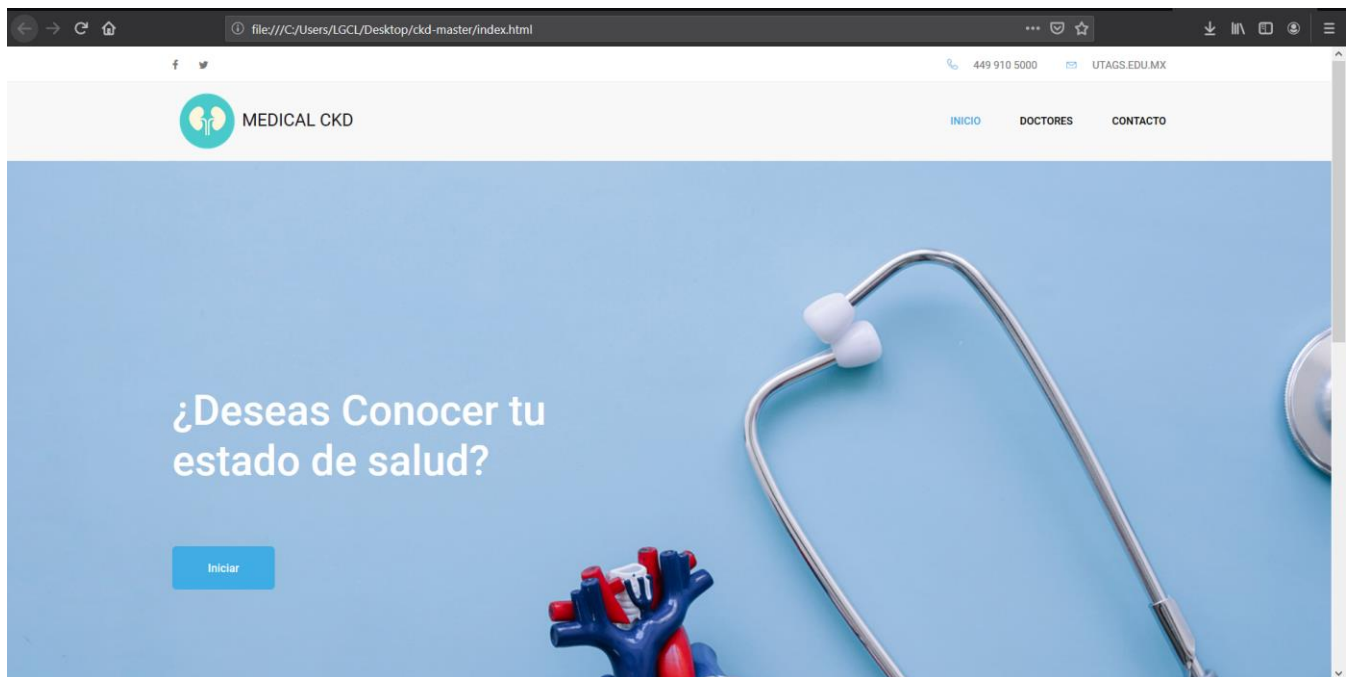 file:///C:/Users/LGCL/Desktop/ckd-master/index.html
449 910 5000 UTAGS.EDU.MX
MEDICAL CKD
INICIO DOCTORES CONTACTO
¿Deseas Conocer tu
estado de salud?
Iniciar